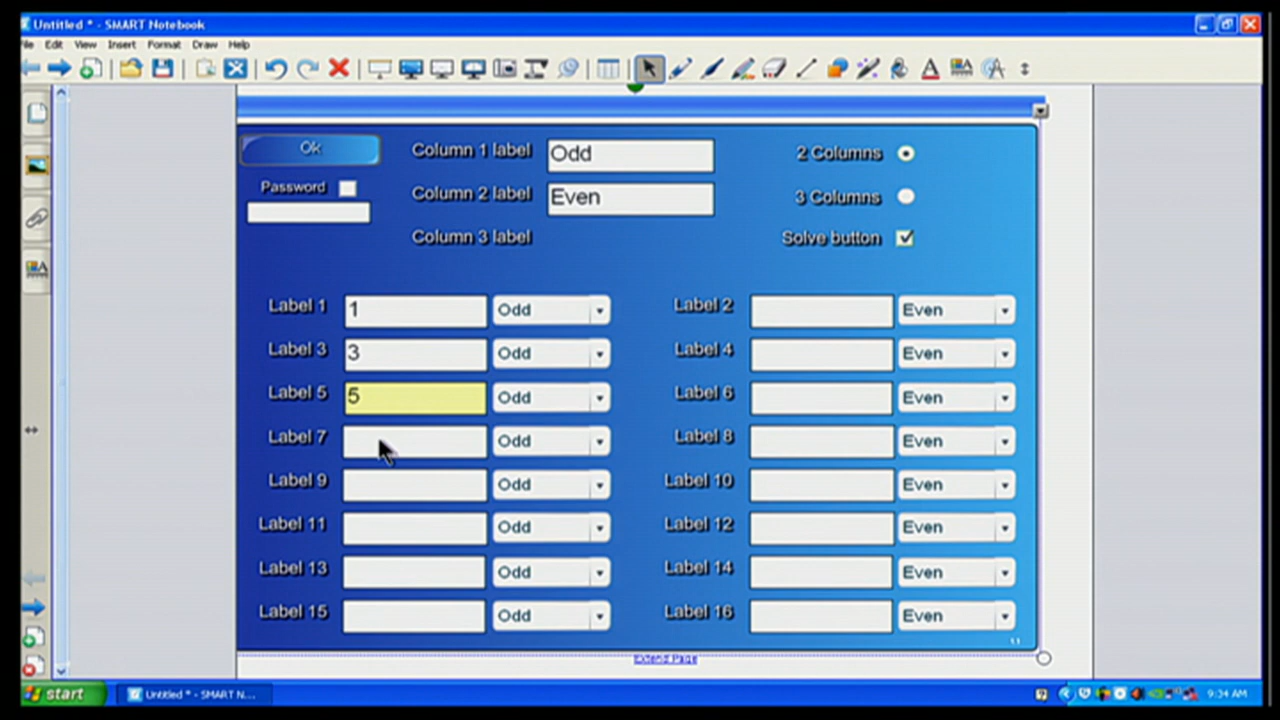 Untitled * - SMART Notebook
File Edit View Insert Format Draw Help
Ok
Column 1 label
Odd
2 Columns
Password
Column 2 label
Even
3 Columns
Column 3 label
Solve button
Label 1
1
Odd
Label 2
Even
Label 3
3
Odd
Label 4
Even
Label 5
5
Odd
Label 6
Even
Label 7
Odd
Label 8
Even
Label 9
Odd
Label 10
Even
Label 11
Odd
Label 12
Even
Label 13
Odd
Label 14
Even
Label 15
Odd
Label 16
Even
1.1
Extend Page
start
Untitled * - SMART N...
9:34 AM